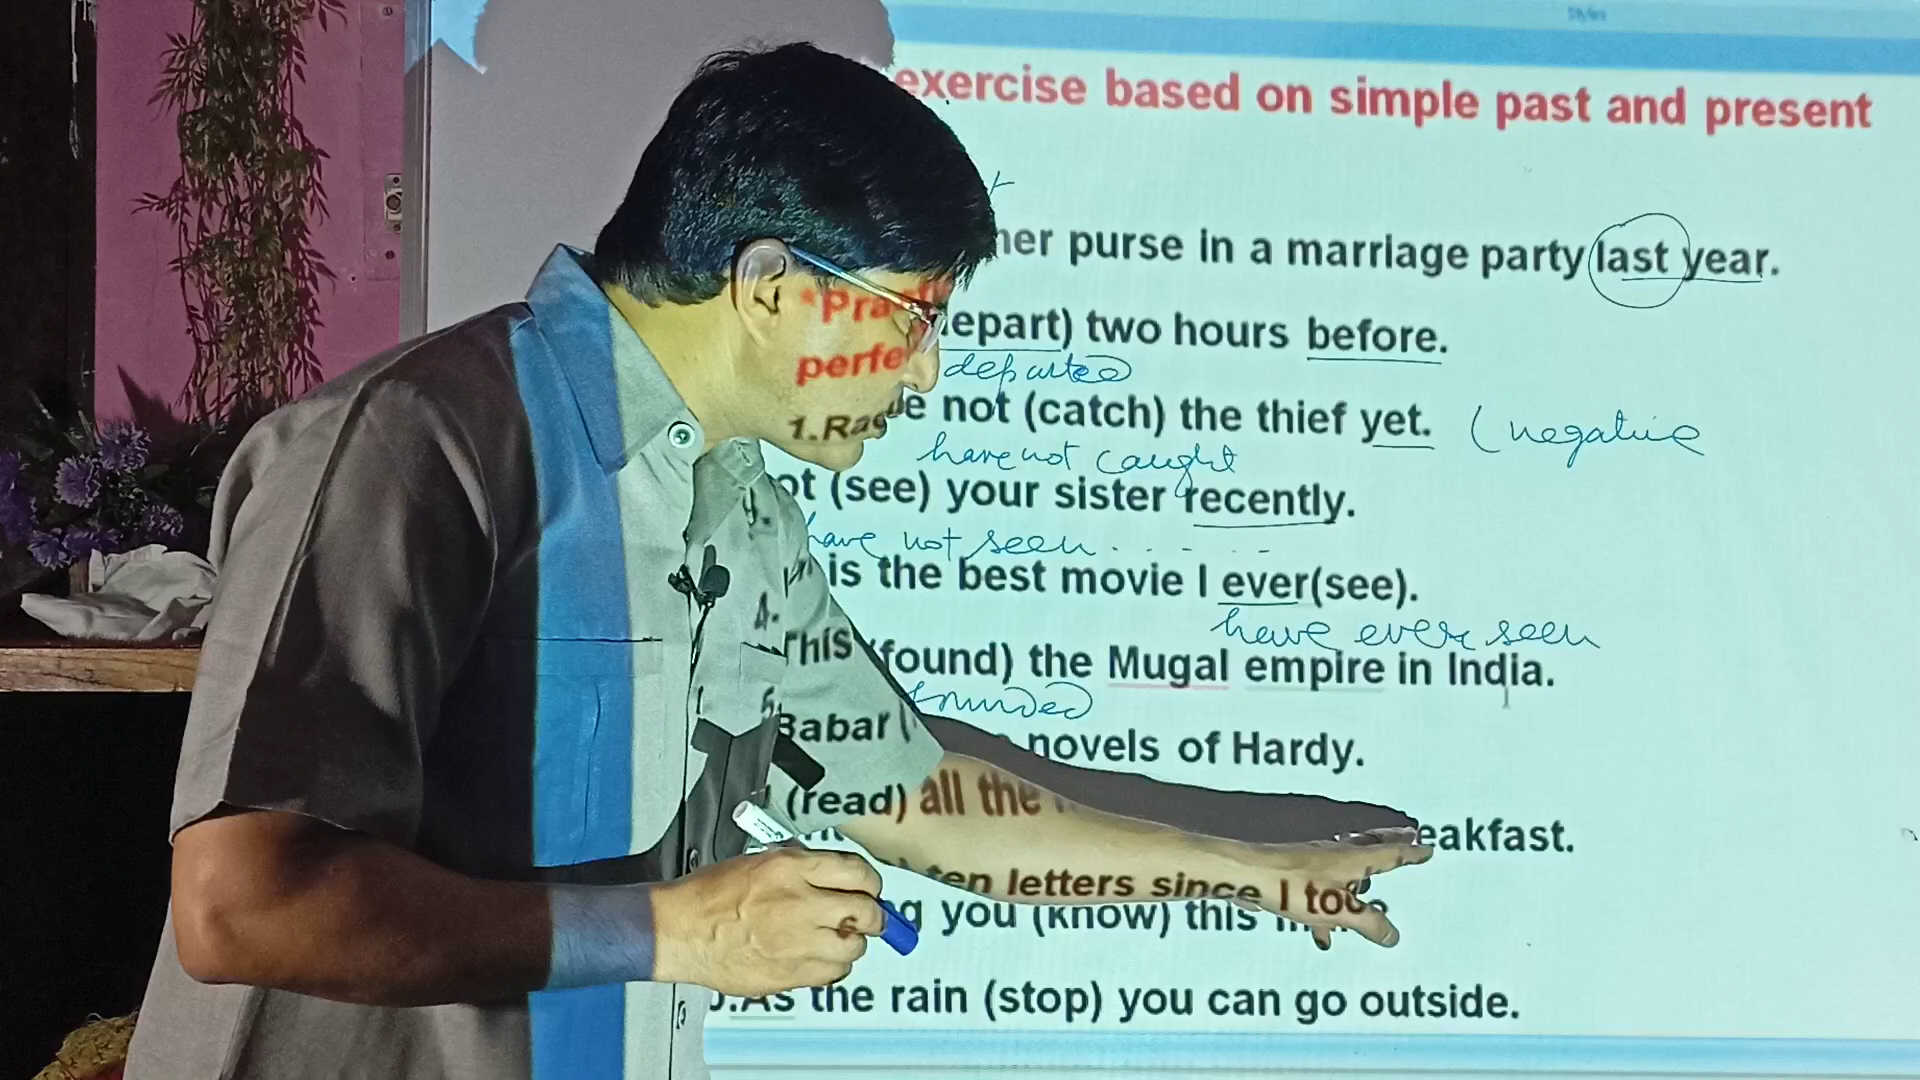 exercise based on simple past and present
*Pra
perfe
her purse in a marriage party last year.
1.Ra
epart) two hours before.
departed
not (catch) the thief yet. (negative
have not caught
ot (see) your sister recently.
have not seen. . . - . . -
is the best movie I ever(see).
have ever seen
4.
This (found) the Mugal empire in India.
founded
5.
Babar (
novels of Hardy.
(read) all the
eakfast.
ten letters since I too
you (know) this
.As the rain (stop) you can go outside.